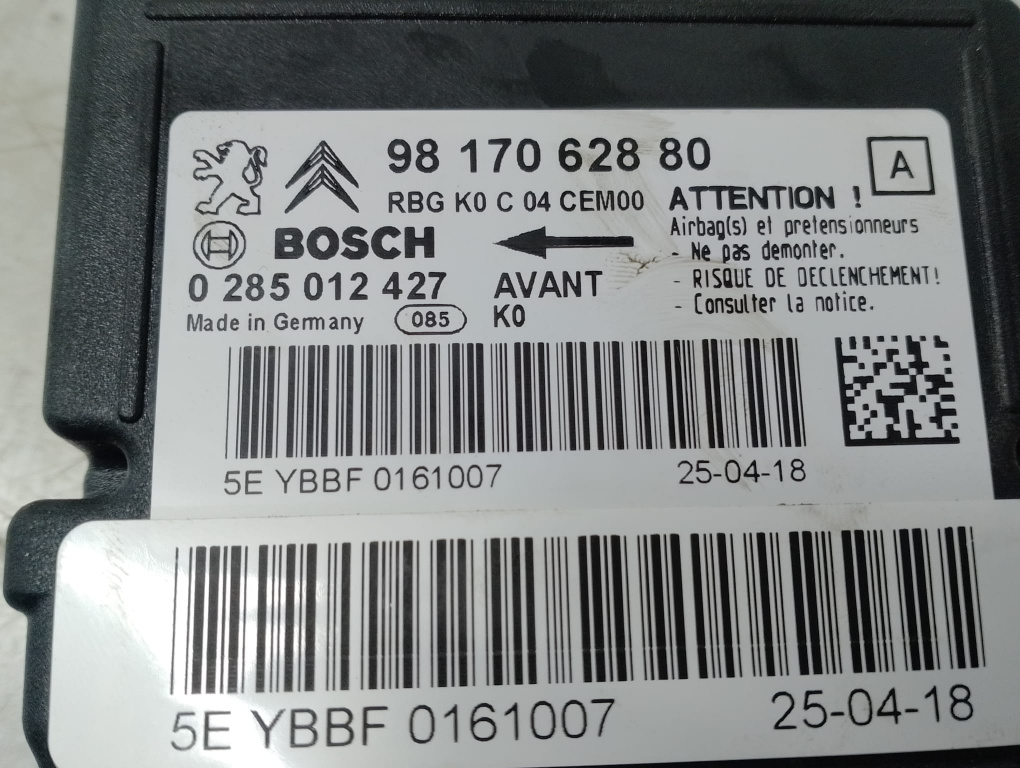 98 170 628 80
A
RBG K0 C 04 CEM00
ATTENTION !
Airbag(s) et pretensionneurs
- Ne pas demonter.
- RISQUE DE DECLENCHEMENT!
- Consulter la notice.
BOSCH
0 285 012 427
AVANT
Made in Germany
085
K0
5E YBBF 0161007
25-04-18
5E YBBF 0161007
25-04-18